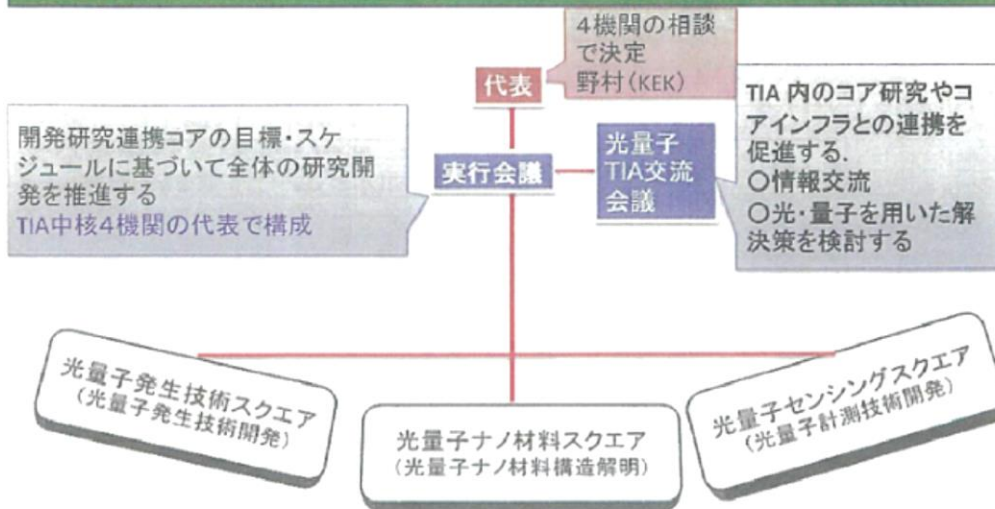 4機関の相談
で決定
野村(KEK)
代表
TIA 内のコア研究やコ
アインフラとの連携を
促進する.
○情報交流
○光・量子を用いた解
決策を検討する
開発研究連携コアの目標・スケ
ジュールに基づいて全体の研究開
発を推進する
TIA中核4機関の代表で構成
実行会議
光量子
TIA交流
会議
光量子発生技術スクエア
(光量子発生技術開発)
光量子ナノ材料スクエア
(光量子ナノ材料構造解明)
光量子センシングスクエア
(光量子計測技術開発)